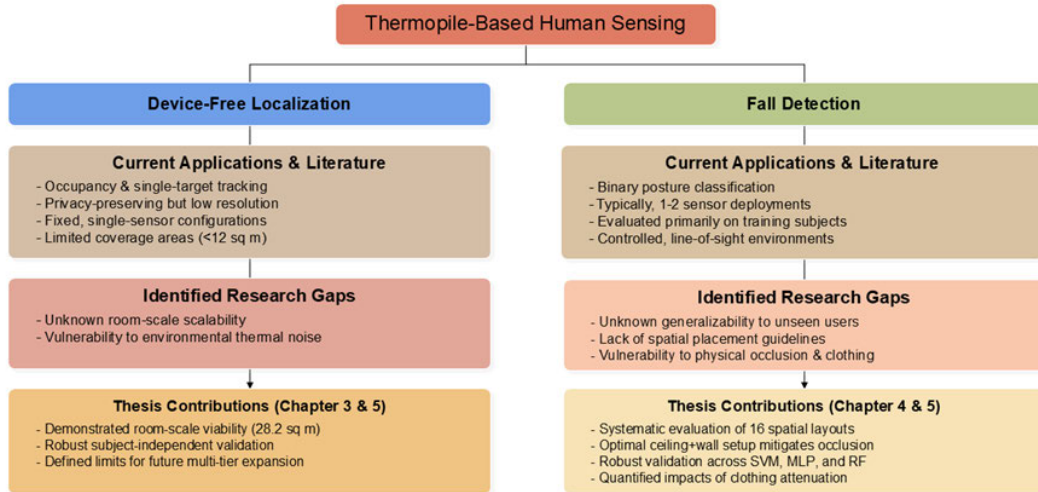 Thermopile-Based Human Sensing
Device-Free Localization
Current Applications & Literature
- Occupancy & single-target tracking
- Privacy-preserving but low resolution
- Fixed, single-sensor configurations
- Limited coverage areas (<12 sq m)
Identified Research Gaps
- Unknown room-scale scalability
- Vulnerability to environmental thermal noise
Thesis Contributions (Chapter 3 & 5)
- Demonstrated room-scale viability (28.2 sq m)
- Robust subject-independent validation
- Defined limits for future multi-tier expansion
Fall Detection
Current Applications & Literature
- Binary posture classification
- Typically, 1-2 sensor deployments
- Evaluated primarily on training subjects
- Controlled, line-of-sight environments
Identified Research Gaps
- Unknown generalizability to unseen users
- Lack of spatial placement guidelines
- Vulnerability to physical occlusion & clothing
Thesis Contributions (Chapter 4 & 5)
- Systematic evaluation of 16 spatial layouts
- Optimal ceiling+wall setup mitigates occlusion
- Robust validation across SVM, MLP, and RF
- Quantified impacts of clothing attenuation